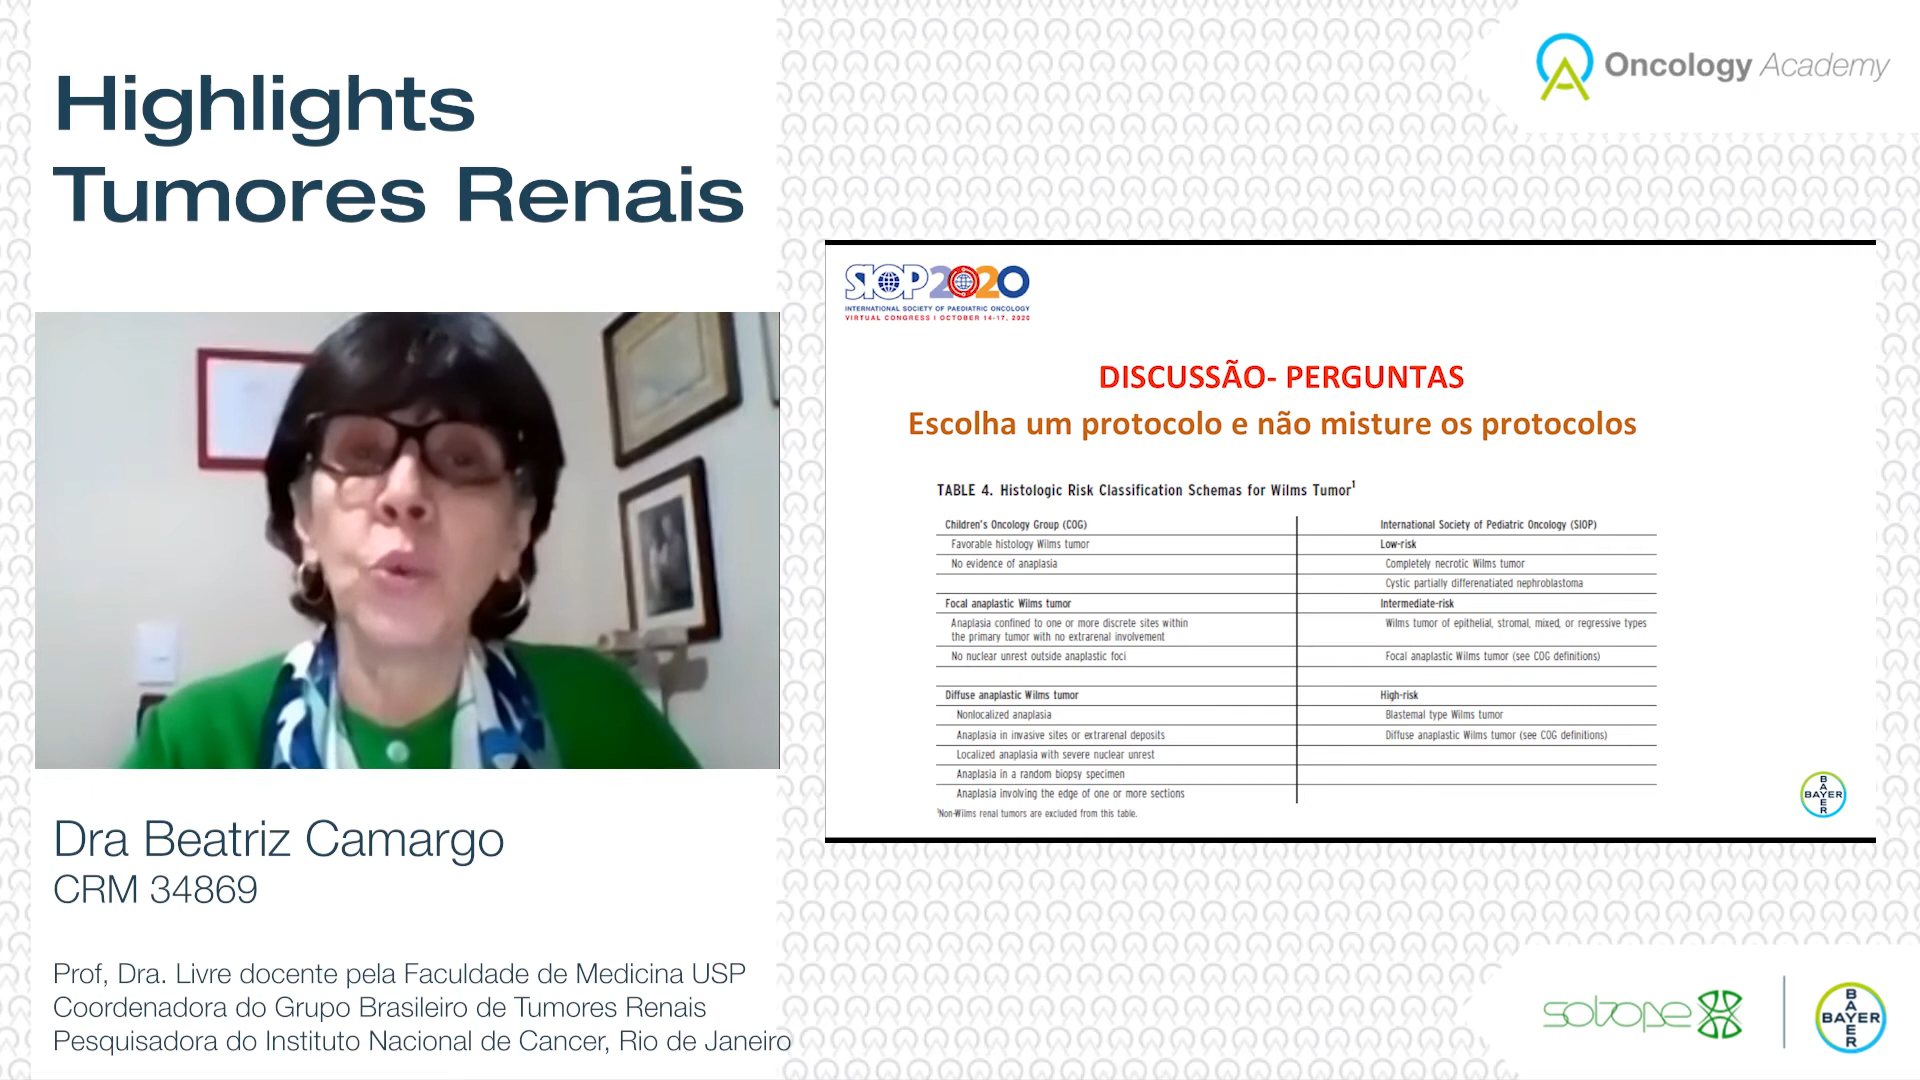 Highlights
Tumores Renais
Oncology Academy
SIOP2020
INTERNATIONAL SOCIETY OF PAEDIATRIC ONCOLOGY
VIRTUAL CONGRESS | OCTOBER 14-17, 2020
DISCUSSÃO- PERGUNTAS
Escolha um protocolo e não misture os protocolos
TABLE 4. Histologic Risk Classification Schemas for Wilms Tumor¹
Children's Oncology Group (COG)
International Society of Pediatric Oncology (SIOP)
Favorable histology Wilms tumor
Low-risk
No evidence of anaplasia
Completely necrotic Wilms tumor
Cystic partially differenatiated nephroblastoma
Focal anaplastic Wilms tumor
Intermediate-risk
Anaplasia confined to one or more discrete sites within
the primary tumor with no extrarenal involvement
Wilms tumor of epithelial, stromal, mixed, or regressive types
No nuclear unrest outside anaplastic foci
Focal anaplastic Wilms tumor (see COG definitions)
Diffuse anaplastic Wilms tumor
High-risk
Nonlocalized anaplasia
Blastemal type Wilms tumor
Anaplasia in invasive sites or extrarenal deposits
Diffuse anaplastic Wilms tumor (see COG definitions)
Localized anaplasia with severe nuclear unrest
Anaplasia in a random biopsy specimen
Anaplasia involving the edge of one or more sections
¹Non-Wilms renal tumors are excluded from this table.
BAYER
BAYER
Dra Beatriz Camargo
CRM 34869
Prof, Dra. Livre docente pela Faculdade de Medicina USP
Coordenadora do Grupo Brasileiro de Tumores Renais
Pesquisadora do Instituto Nacional de Cancer, Rio de Janeiro
sobope
BAYER
BAYER